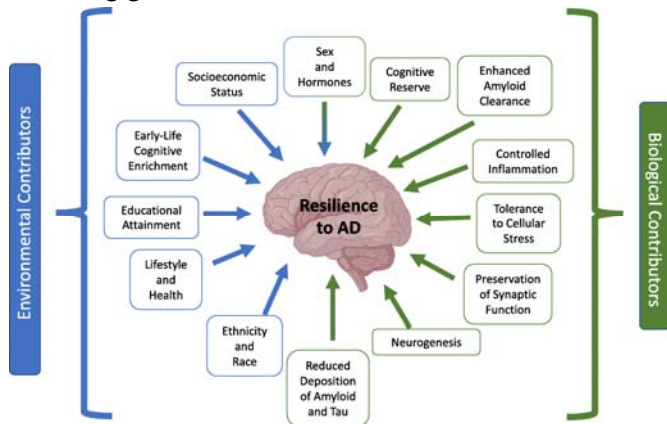 Environmental Contributors
Socioeconomic
Status
Early-Life
Cognitive
Enrichment
Educational
Attainment
Lifestyle
and
Health
Ethnicity
and
Race
Sex
and
Hormones
Resilience
to AD
Reduced
Deposition
of Amyloid
and Tau
Cognitive
Reserve
Enhanced
Amyloid
Clearance
Controlled
Inflammation
Tolerance
to Cellular
Stress
Preservation
of Synaptic
Function
Neurogenesis
Biological Contributors